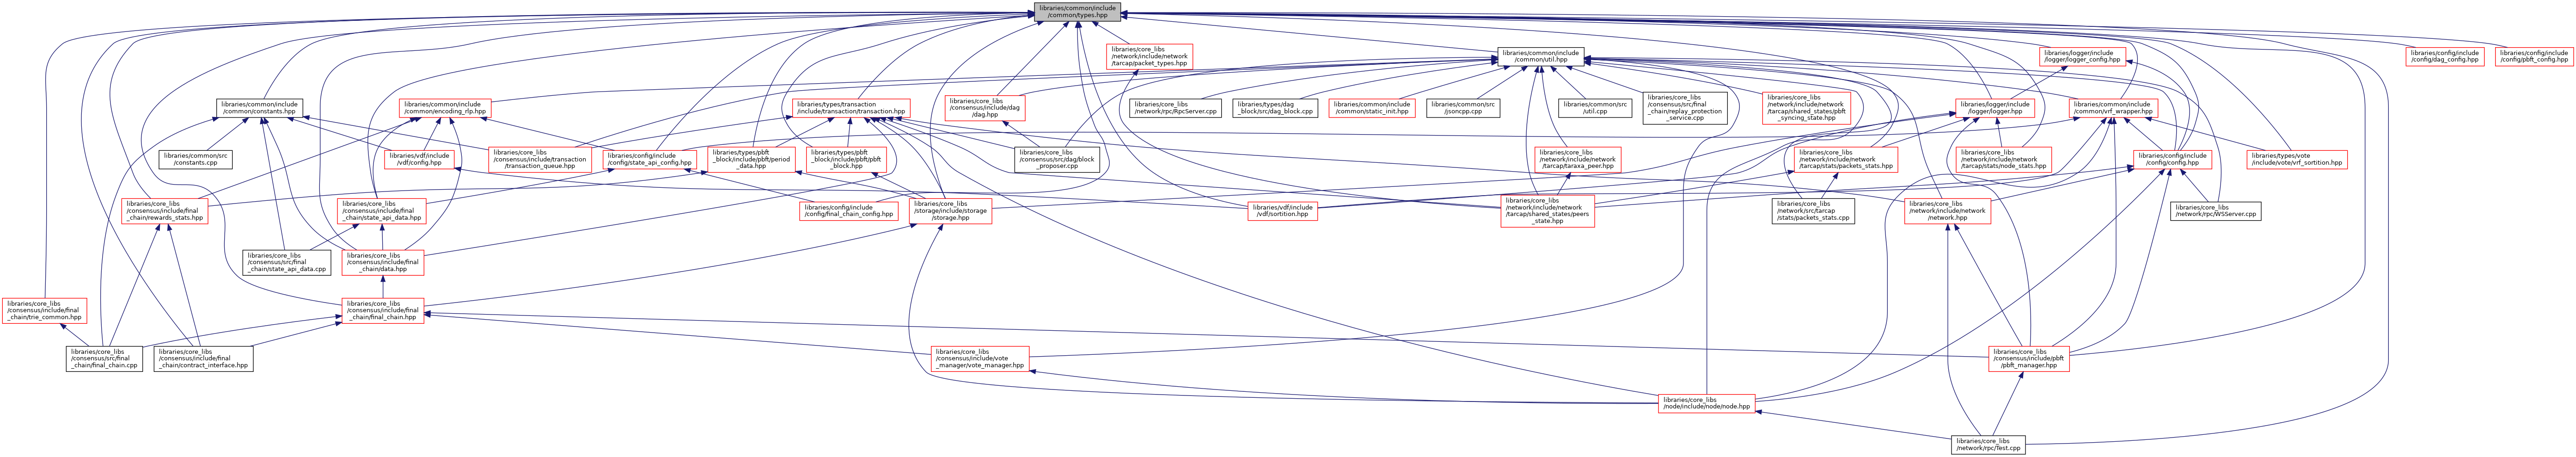 libraries/common/include
/common/types.hpp
libraries/core_libs
/network/include/network
/tarcap/packet_types.hpp
libraries/common/include
/common/util.hpp
libraries/logger/include
/logger/logger_config.hpp
libraries/config/include
/config/dag_config.hpp
libraries/config/include
/config/pbft_config.hpp
libraries/common/include
/common/constants.hpp
libraries/common/include
/common/encoding_rlp.hpp
libraries/types/transaction
/include/transaction/transaction.hpp
libraries/core_libs
/consensus/include/dag
/dag.hpp
libraries/core_libs
/network/rpc/RpcServer.cpp
libraries/types/dag
_block/src/dag_block.cpp
libraries/common/include
/common/static_init.hpp
libraries/common/src
/jsoncpp.cpp
libraries/common/src
/util.cpp
libraries/core_libs
/consensus/src/final
_chain/replay_protection
_service.cpp
libraries/core_libs
/network/include/network
/tarcap/shared_states/pbft
_syncing_state.hpp
libraries/logger/include
/logger/logger.hpp
libraries/common/include
/common/vrf_wrapper.hpp
libraries/common/src
/constants.cpp
libraries/vdf/include
/vdf/config.hpp
libraries/core_libs
/consensus/include/transaction
/transaction_queue.hpp
libraries/config/include
/config/state_api_config.hpp
libraries/types/pbft
_block/include/pbft/period
_data.hpp
libraries/types/pbft
_block/include/pbft/pbft
_block.hpp
libraries/core_libs
/consensus/src/dag/block
_proposer.cpp
libraries/core_libs
/network/include/network
/tarcap/taraxa_peer.hpp
libraries/core_libs
/network/include/network
/tarcap/stats/packets_stats.hpp
libraries/core_libs
/network/include/network
/tarcap/stats/node_stats.hpp
libraries/config/include
/config/config.hpp
libraries/types/vote
/include/vote/vrf_sortition.hpp
libraries/core_libs
/consensus/include/final
_chain/rewards_stats.hpp
libraries/core_libs
/consensus/include/final
_chain/state_api_data.hpp
libraries/config/include
/config/final_chain_config.hpp
libraries/core_libs
/storage/include/storage
/storage.hpp
libraries/vdf/include
/vdf/sortition.hpp
libraries/core_libs
/network/include/network
/tarcap/shared_states/peers
_state.hpp
libraries/core_libs
/network/src/tarcap
/stats/packets_stats.cpp
libraries/core_libs
/network/include/network
/network.hpp
libraries/core_libs
/network/rpc/WSServer.cpp
libraries/core_libs
/consensus/src/final
_chain/state_api_data.cpp
libraries/core_libs
/consensus/include/final
_chain/data.hpp
libraries/core_libs
/consensus/include/final
_chain/trie_common.hpp
libraries/core_libs
/consensus/include/final
_chain/final_chain.hpp
libraries/core_libs
/consensus/src/final
_chain/final_chain.cpp
libraries/core_libs
/consensus/include/final
_chain/contract_interface.hpp
libraries/core_libs
/consensus/include/vote
_manager/vote_manager.hpp
libraries/core_libs
/consensus/include/pbft
/pbft_manager.hpp
libraries/core_libs
/node/include/node/node.hpp
libraries/core_libs
/network/rpc/Test.cpp